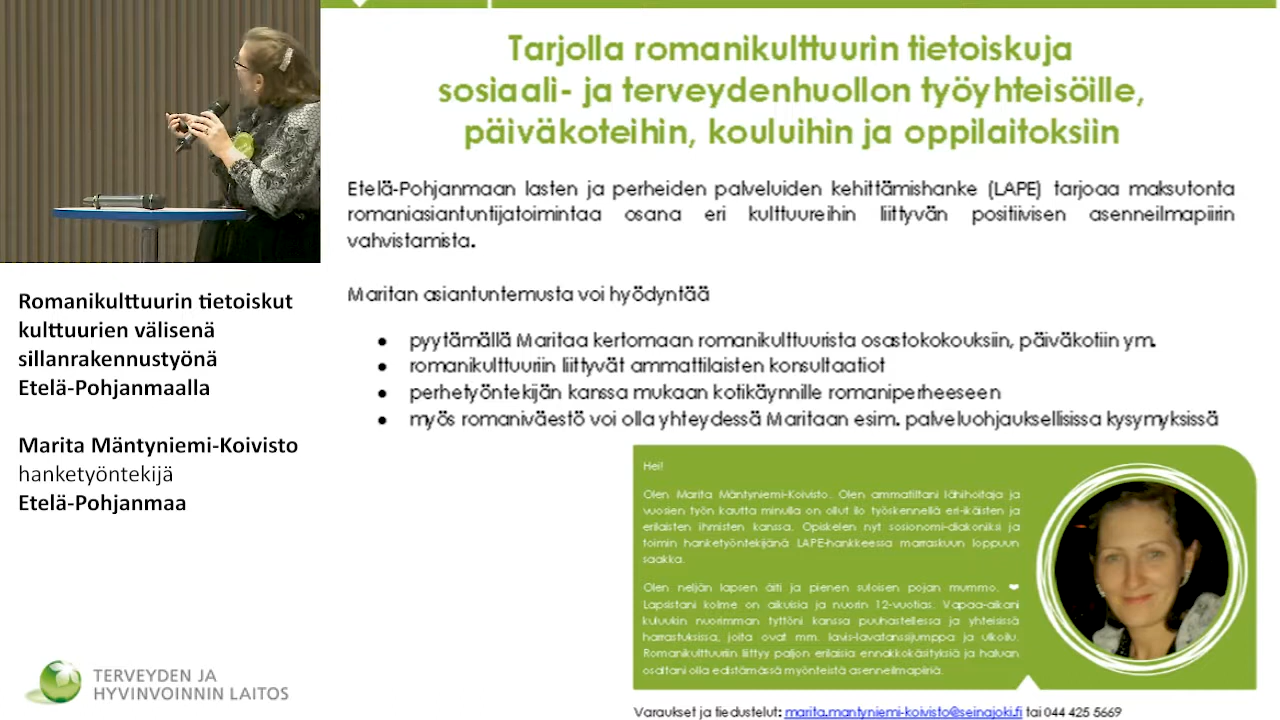 Tarjolla romanikulttuurin tietoiskuja
sosiaali- ja terveydenhuollon työyhteisöille,
päiväkoteihin, kouluihin ja oppilaitoksiin
Etelä-Pohjanmaan lasten ja perheiden palveluiden kehittämishanke (LAPE) tarjoaa maksutonta
romaniasiantuntijatoimintaa osana eri kulttuureihin liittyvän positiivisen asenneilmapiirin
vahvistamista.
Maritan asiantuntemusta voi hyödyntää
• pyytämällä Maritaa kertomaan romanikulttuurista osastokokouksiin, päiväkotiin ym.
• romanikulttuuriin liittyvät ammattilaisten konsultaatiot
• perhetyöntekijän kanssa mukaan kotikäynnille romaniperheeseen
• myös romaniväestö voi olla yhteydessä Maritaan esim. palveluohjauksellisissa kysymyksissä
Romanikulttuurin tietoiskut
kulttuurien välisenä
sillanrakennustyönä
Etelä-Pohjanmaalla
Marita Mäntyniemi-Koivisto
hanketyöntekijä
Etelä-Pohjanmaa
Hei!
Olen Marita Mäntyniemi-Koivisto. Olen ammatiltani lähihoitaja ja
vuosien työn kautta minulla on ollut ilo työskennellä eri-ikäisten ja
erilaisten ihmisten kanssa. Opiskelen nyt sosionomi-diakoniksi ja
toimin hanketyöntekijänä LAPE-hankkeessa marraskuun loppuun
saakka.
Olen neljän lapsen äiti ja pienen suloisen pojan mummo. ❤
Lapsistani kolme on aikuisia ja nuorin 12-vuotias. Vapaa-aikani
kuluukin nuorimman tyttöni kanssa puuhastellessa ja yhteisissä
harrastuksissa, joita ovat mm. lavis-lavatanssijumppa ja ulkoilu.
Romanikulttuuriin liittyy paljon erilaisia ennakkokäsityksiä ja haluan
osaltani olla edistämässä myönteistä asenneilmapiiriä.
Varaukset ja tiedustelut: marita.mantyniemi-koivisto@seinajoki.fi tai 044 425 5669
TERVEYDEN JA
HYVINVOINNIN LAITOS